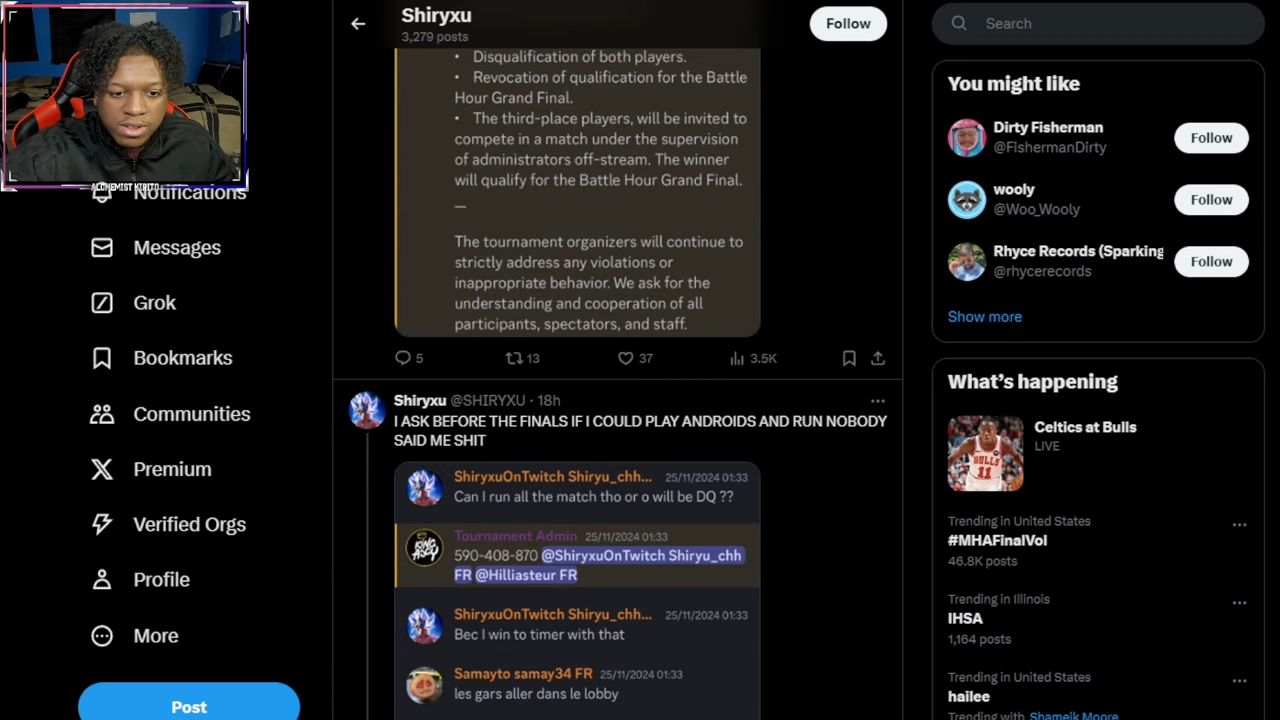 Shiryxu
3,279 posts
Follow
Search
• Disqualification of both players.
• Revocation of qualification for the Battle
Hour Grand Final.
• The third-place players, will be invited to
compete in a match under the supervision
of administrators off-stream. The winner
will qualify for the Battle Hour Grand Final.
—
The tournament organizers will continue to
strictly address any violations or
inappropriate behavior. We ask for the
understanding and cooperation of all
participants, spectators, and staff.
5
13
37
3.5K
Shiryxu @SHIRYXU · 18h
I ASK BEFORE THE FINALS IF I COULD PLAY ANDROIDS AND RUN NOBODY
SAID ME SHIT
ShiryxuOnTwitch Shiryu_chh... 25/11/2024 01:33
Can I run all the match tho or o will be DQ ??
KING ASKY
Tournament Admin 25/11/2024 01:33
590-408-870 @ShiryxuOnTwitch Shiryu_chh
FR @Hilliasteur FR
ShiryxuOnTwitch Shiryu_chh... 25/11/2024 01:33
Bec I win to timer with that
Samayto samay34 FR 25/11/2024 01:33
les gars aller dans le lobby
ALCHEMIST KIRITO
Notifications
Messages
Grok
Bookmarks
Communities
Premium
Verified Orgs
Profile
More
Post
You might like
Dirty Fisherman
@FishermanDirty
Follow
wooly
@Woo_Wooly
Follow
Rhyce Records (Sparking
@rhycerecords
Follow
Show more
What's happening
Celtics at Bulls
LIVE
BULLS
11
Trending in United States
#MHAFinalVol
46.8K posts
Trending in Illinois
IHSA
1,164 posts
Trending in United States
hailee
Trending with Shameik Moore